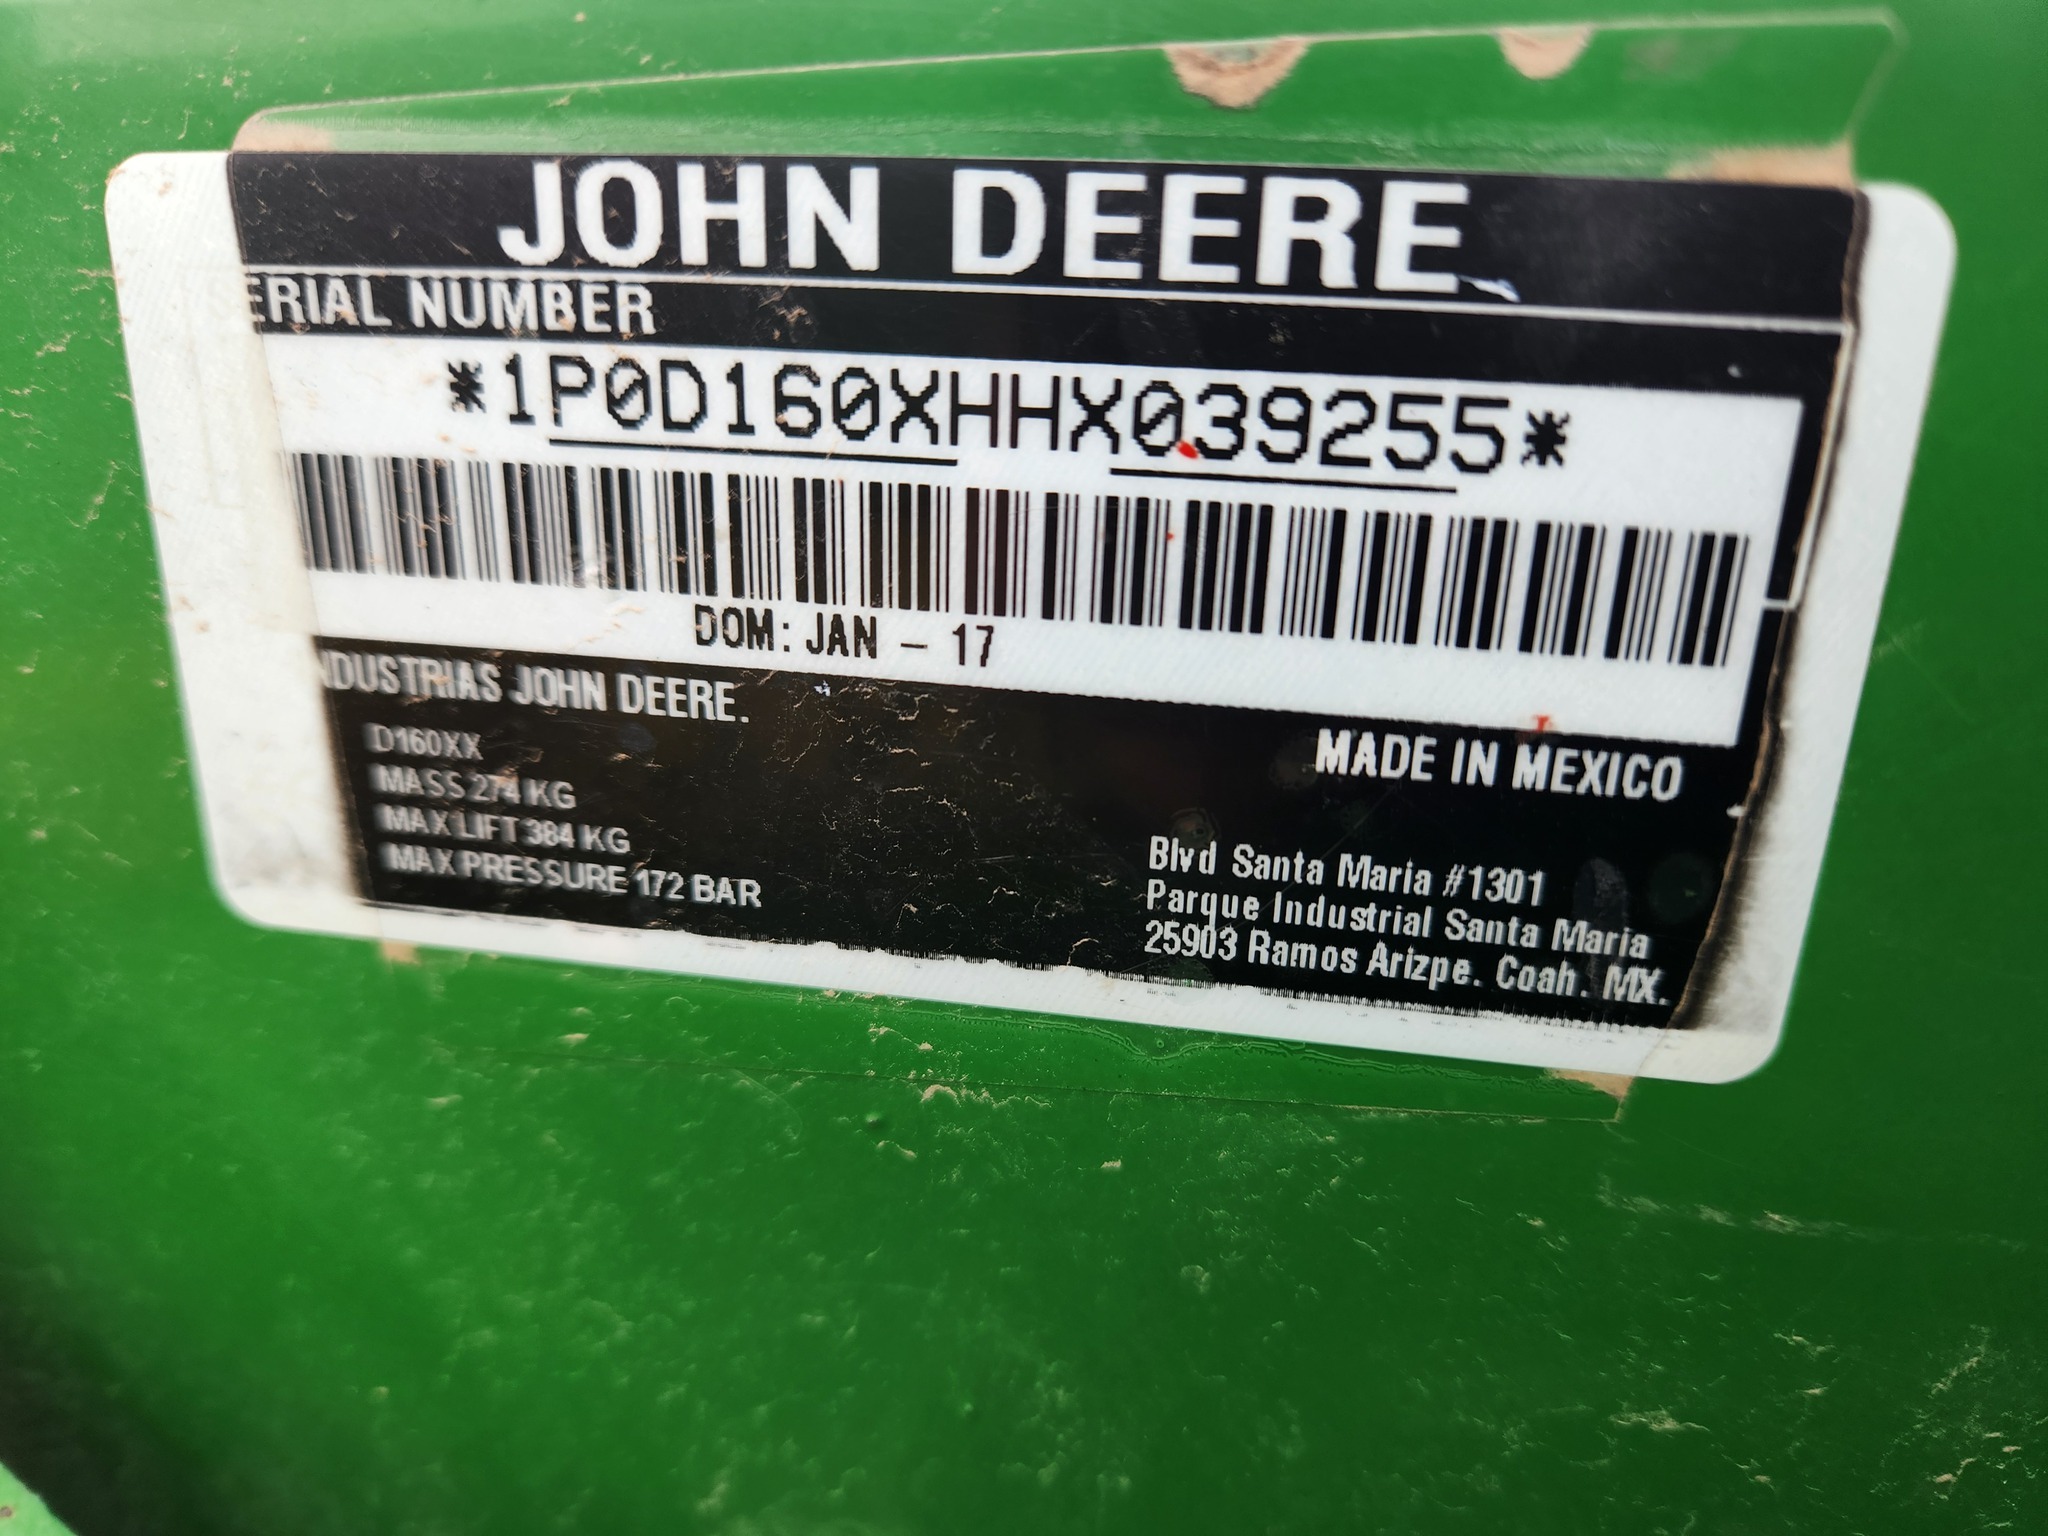 JOHN DEERE
SERIAL NUMBER
*1P0D160XHHX039255*
DOM: JAN - 17
NDUSTRIAS JOHN DEERE.
D160XX
MASS 274 KG
MAX LIFT 384 KG
MAX PRESSURE 172 BAR
MADE IN MEXICO
Blvd Santa Maria #1301
Parque Industrial Santa Maria
25903 Ramos Arizpe. Coah. MX.